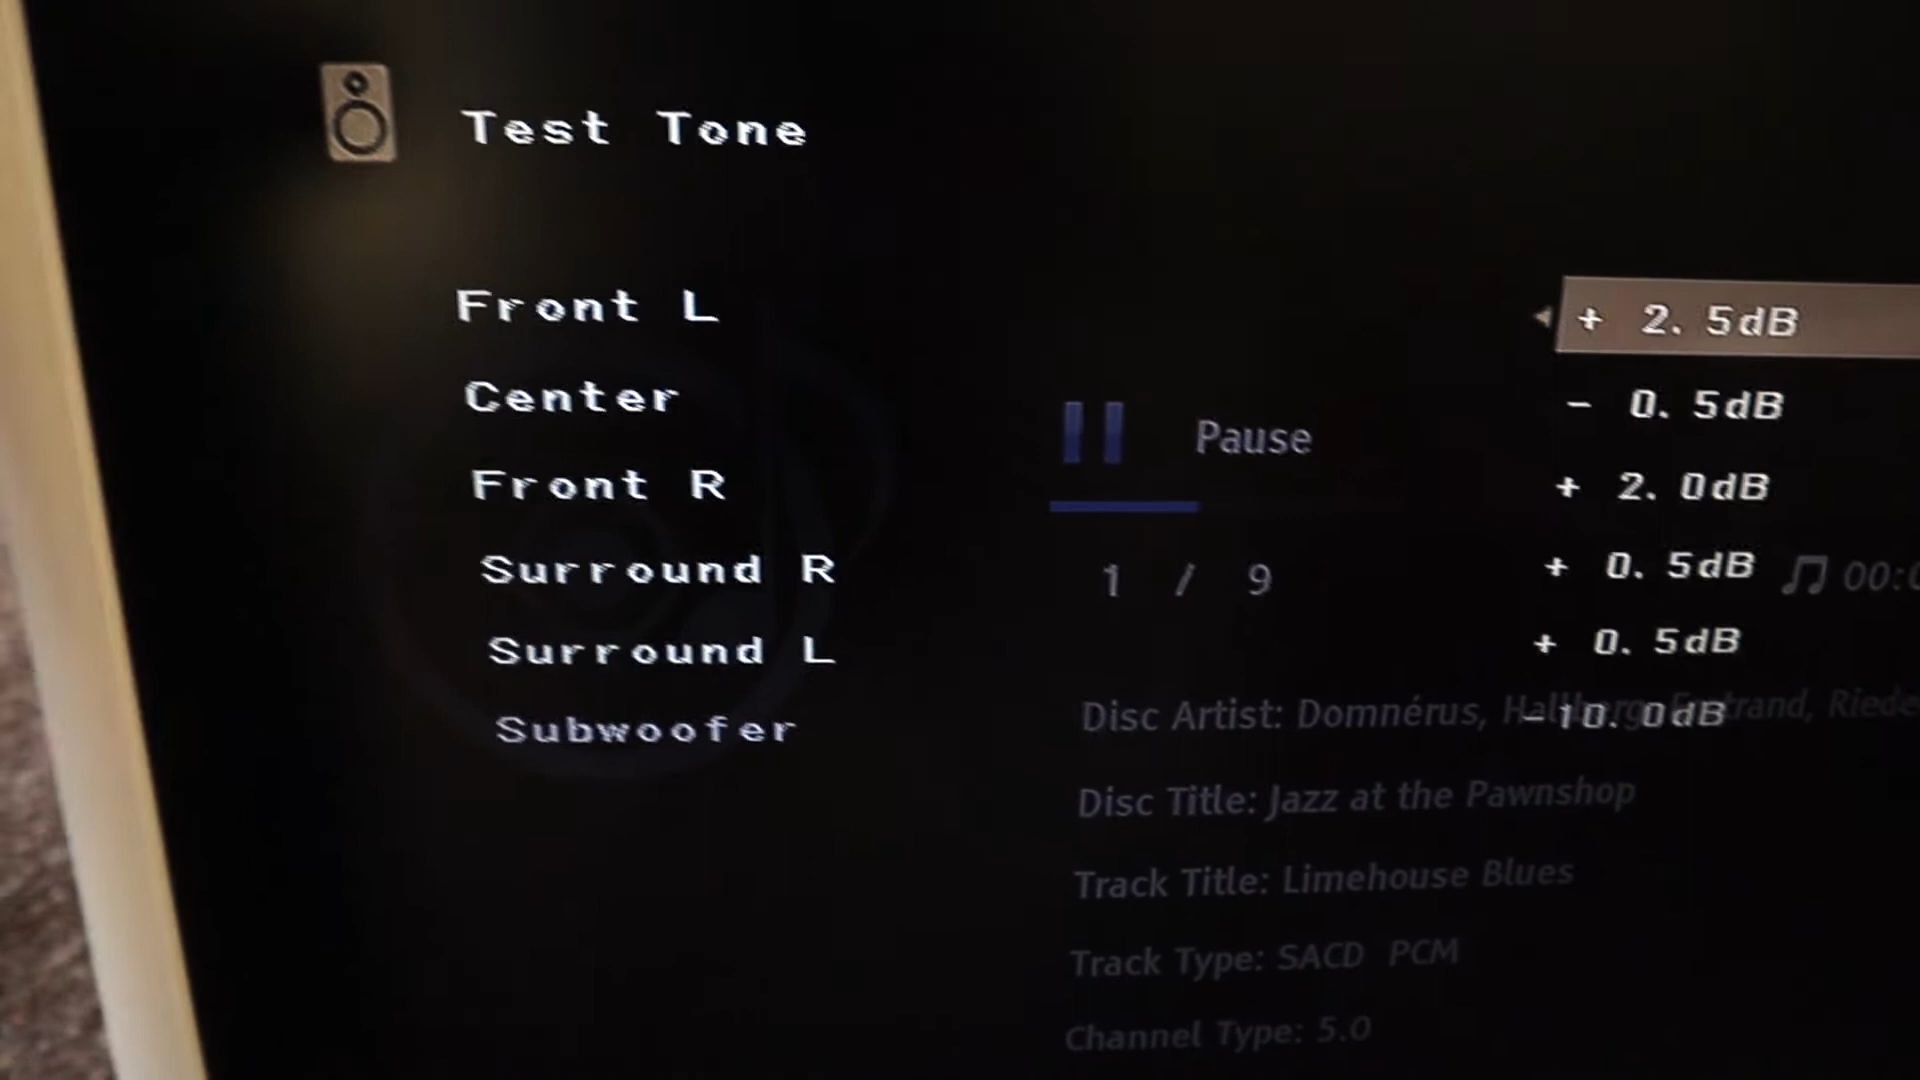 Test Tone
Front L + 2.5dB
Center - 0.5dB
Front R + 2.0dB
Surround R + 0.5dB
Surround L + 0.5dB
Subwoofer -10.0dB
Pause
1 / 9
Disc Artist: Domnérus,
Disc Title: Jazz at the Pawnshop
Track Title: Limehouse Blues
Track Type: SACD PCM
Channel Type: 5.0